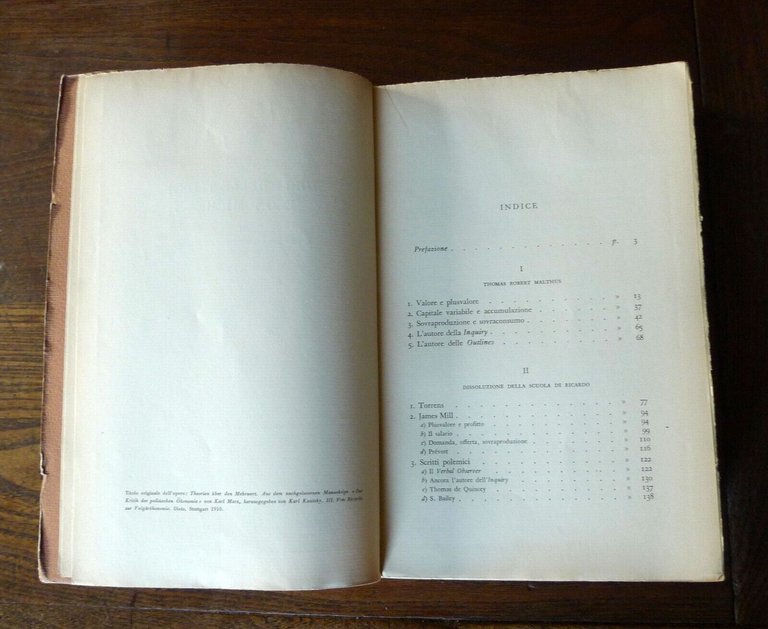 Titolo originale dell'opera: Theorien über den Mehrwert. Aus dem nachgelassenen Manuskript «Zur
Kritik der politischen Ökonomie» von Karl Marx, herausgegeben von Karl Kautsky. III. Von Ricardo
zur Vulgärökonomie. Dietz, Stuttgart 1910.
INDICE
Prefazione . . . . . . . . . . . . p. 3
I
THOMAS ROBERT MALTHUS
1. Valore e plusvalore . . . . . . . . . » 13
2. Capitale variabile e accumulazione . . . . . » 37
3. Sovraproduzione e sovraconsumo . . . . . . » 42
4. L'autore della Inquiry . . . . . . . . » 65
5. L'autore delle Outlines . . . . . . . . » 68
II
DISSOLUZIONE DELLA SCUOLA DE RICARDO
1. Torrens . . . . . . . . . . . » 77
2. James Mill . . . . . . . . . . . » 94
a) Plusvalore e profitto . . . . . . . . » 94
b) Il salario . . . . . . . . . . » 99
c) Domanda, offerta, sovraproduzione . . . . . » 110
d) Prévost . . . . . . . . . . » 116
3. Scritti polemici . . . . . . . . . » 122
a) Il Verbal Observer . . . . . . . . » 122
b) Ancora l'autore dell'Inquiry . . . . . . » 130
c) Thomas de Quincey . . . . . . . . » 137
d) S. Bailey . . . . . . . . . . » 138